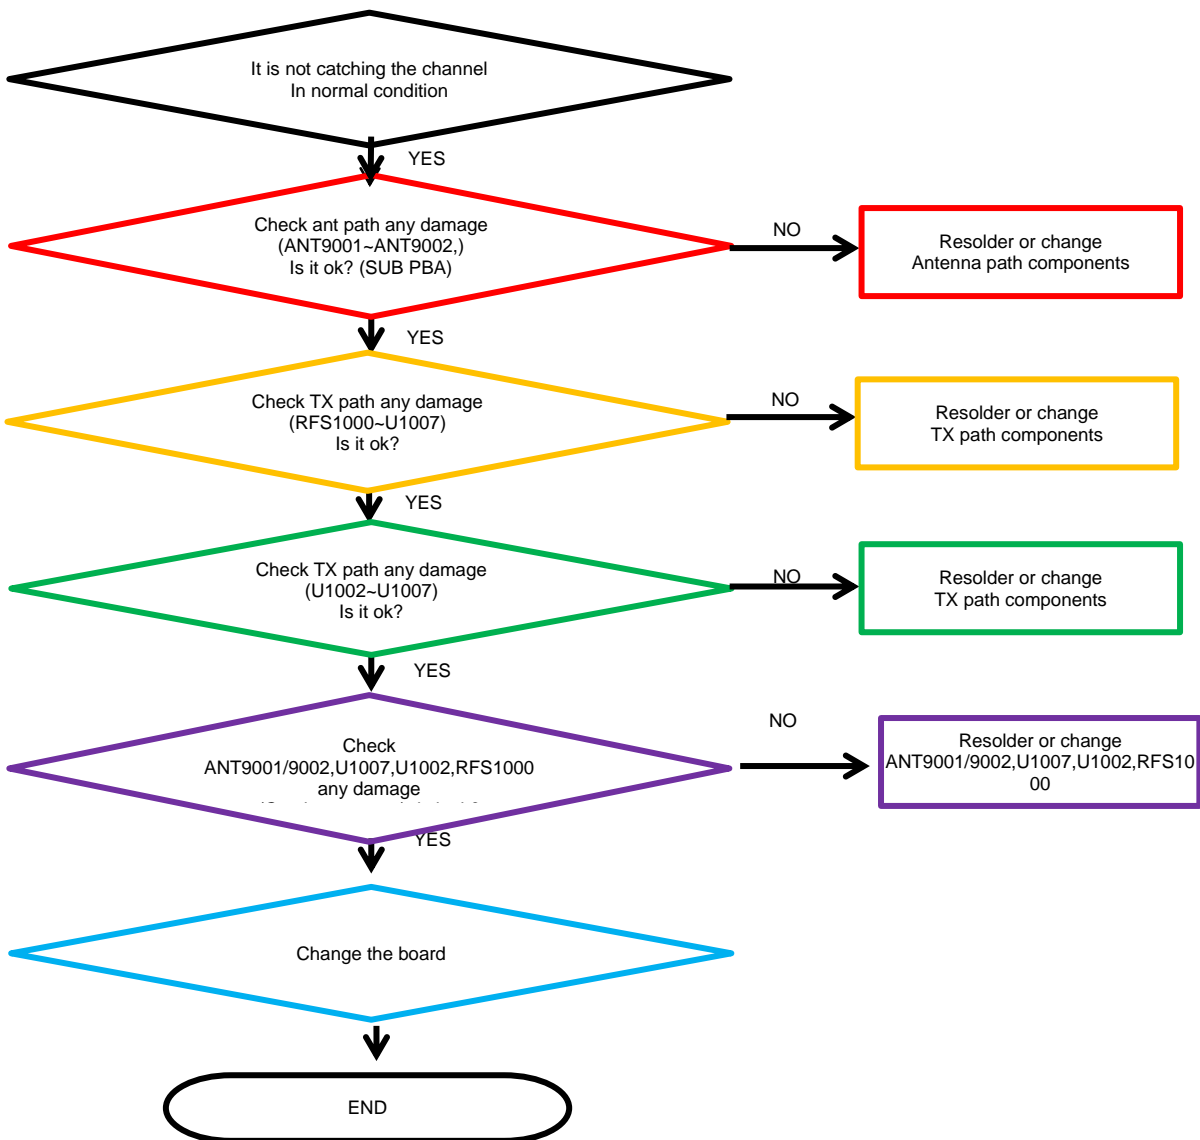 It is not catching the channel
In normal condition
YES
Check ant path any damage
(ANT9001~ANT9002,)
Is it ok? (SUB PBA)
NO
Resolder or change
Antenna path components
YES
Check TX path any damage
(RFS1000~U1007)
Is it ok?
NO
Resolder or change
TX path components
YES
Check TX path any damage
(U1002~U1007)
Is it ok?
NO
Resolder or change
TX path components
YES
Check
ANT9001/9002,U1007,U1002,RFS1000
any damage
NO
Resolder or change
ANT9001/9002,U1007,U1002,RFS10
00
YES
Change the board
END